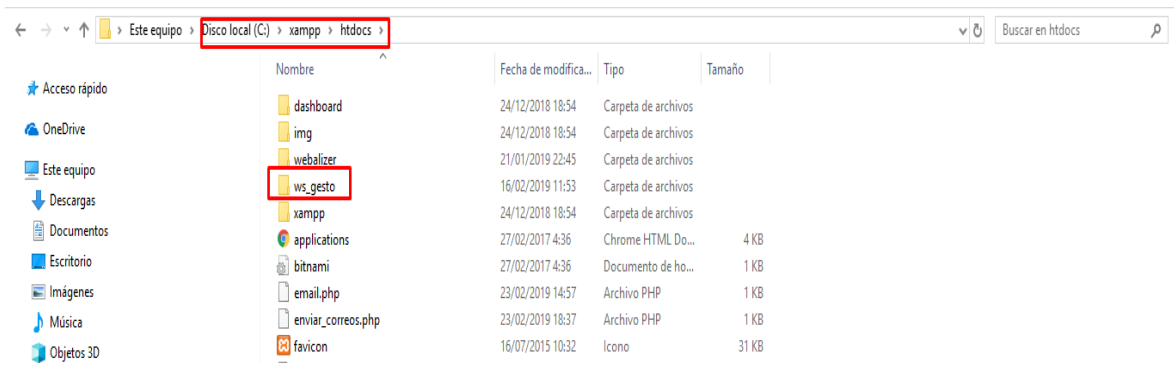 Este equipo > Disco local (C:) > xampp > htdocs >
Buscar en htdocs
Acceso rápido
OneDrive
Este equipo
Descargas
Documentos
Escritorio
Imágenes
Música
Objetos 3D
Nombre Fecha de modifica... Tipo Tamaño
dashboard 24/12/2018 18:54 Carpeta de archivos
img 24/12/2018 18:54 Carpeta de archivos
webalizer 21/01/2019 22:45 Carpeta de archivos
ws_gesto 16/02/2019 11:53 Carpeta de archivos
xampp 24/12/2018 18:54 Carpeta de archivos
applications 27/02/2017 4:36 Chrome HTML Do... 4 KB
bitnami 27/02/2017 4:36 Documento de ho... 1 KB
email.php 23/02/2019 14:57 Archivo PHP 1 KB
enviar_correos.php 23/02/2019 18:37 Archivo PHP 1 KB
favicon 16/07/2015 10:32 Icono 31 KB